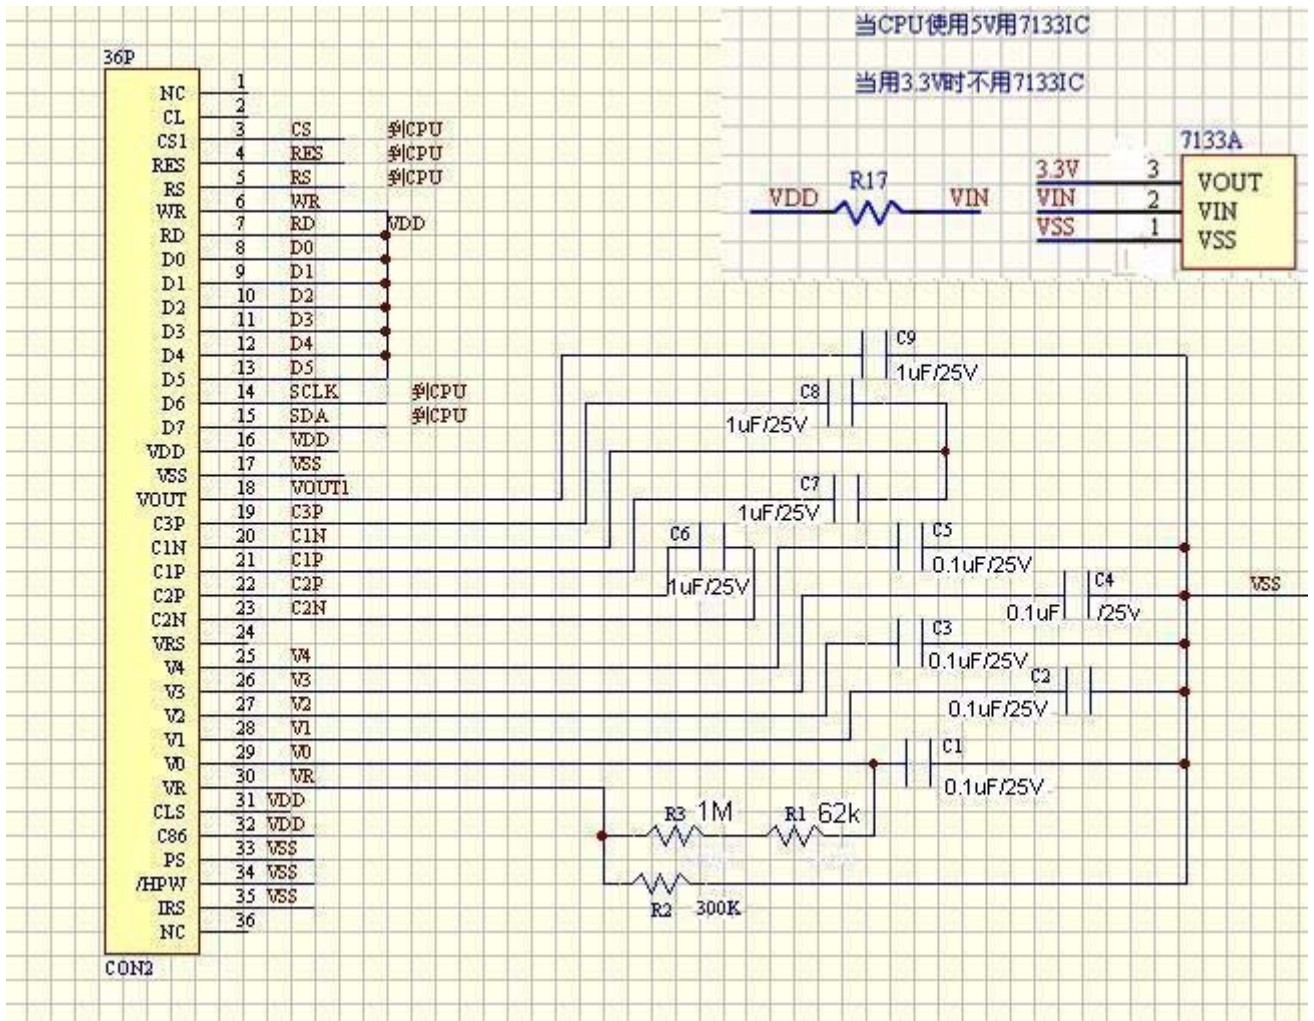 当CPU使用5V用7133IC
当用3.3V时不用7133IC
7133A
3.3V 3 VOUT
VIN 2 VIN
VSS 1 VSS
VDD R17 VIN
36P
NC 1
CL 2
CS1 3 CS 到CPU
RES 4 RES 到CPU
RS 5 RS 到CPU
WR 6 WR
RD 7 RD VDD
D0 8 D0
D1 9 D1
D2 10 D2
D3 11 D3
D4 12 D4
D5 13 D5
D6 14 SCLK 到CPU
D7 15 SDA 到CPU
VDD 16 VDD
VSS 17 VSS
VOUT 18 VOUT1
C3P 19 C3P
C1N 20 C1N
C1P 21 C1P
C2P 22 C2P
C2N 23 C2N
VRS 24
V4 25 V4
V3 26 V3
V2 27 V2
V1 28 V1
V0 29 V0
VR 30 VR
CLS 31 VDD
C86 32 VDD
PS 33 VSS
/HPW 34 VSS
IRS 35 VSS
NC 36
CON2
C9
1uF/25V
C8
1uF/25V
C7
1uF/25V
C6
1uF/25V
C5
0.1uF/25V
C4
0.1uF /25V
VSS
C3
0.1uF/25V
C2
0.1uF/25V
C1
0.1uF/25V
R3 1M R1 62k
R2 300K